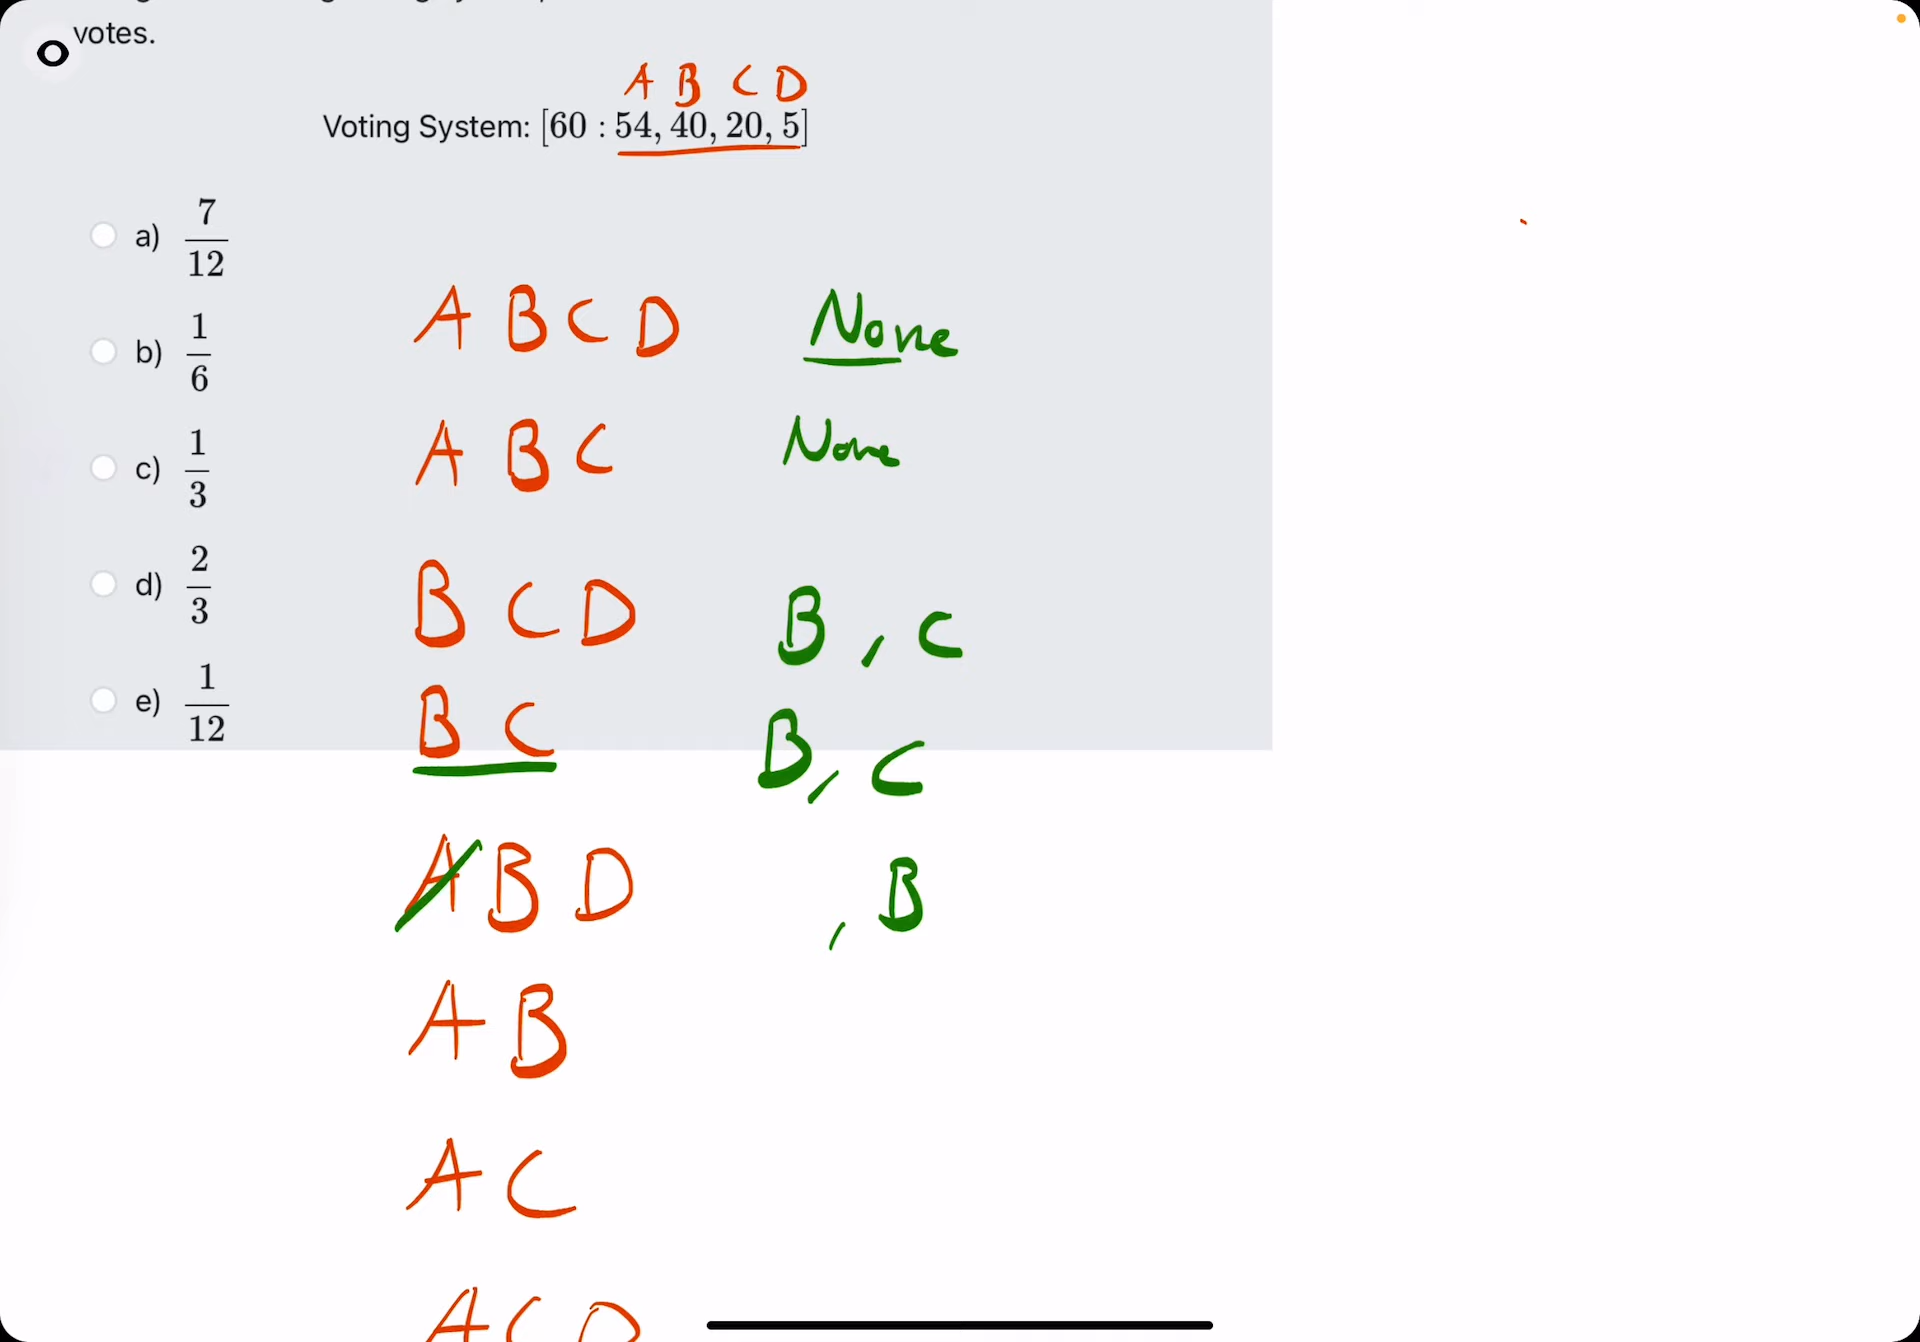 votes.
A B C D
Voting System: [60 : 54, 40, 20, 5]
a) 7/12
b) 1/6
c) 1/3
d) 2/3
e) 1/12
A B C D None
A B C None
B C D B, C
B C B, C
A B D , B
A B
A C
A C D